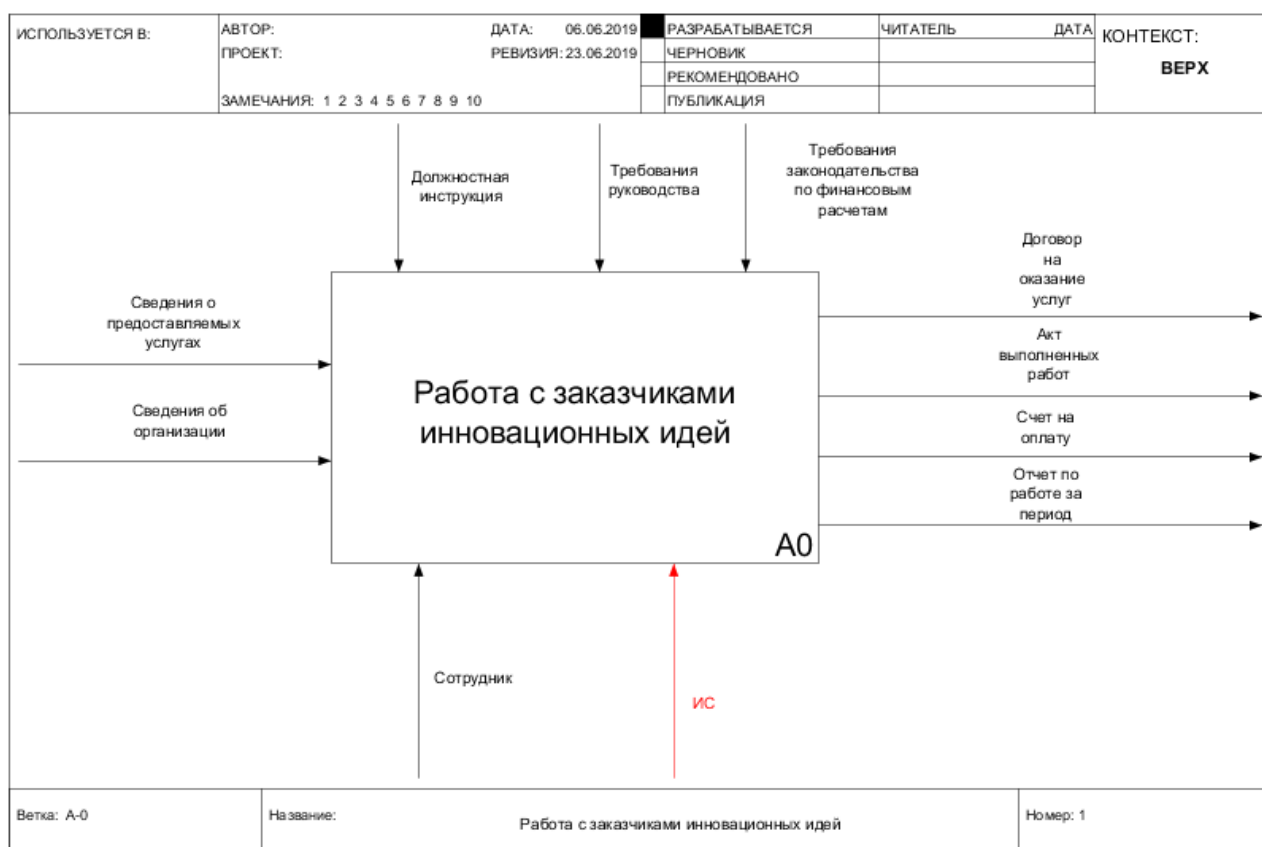 ИСПОЛЬЗУЕТСЯ В:
АВТОР:
ДАТА: 06.06.2019
ПРОЕКТ:
РЕВИЗИЯ: 23.06.2019
ЗАМЕЧАНИЯ: 1 2 3 4 5 6 7 8 9 10
РАЗРАБАТЫВАЕТСЯ
ЧЕРНОВИК
РЕКОМЕНДОВАНО
ПУБЛИКАЦИЯ
ЧИТАТЕЛЬ
ДАТА
КОНТЕКСТ:
ВЕРХ
Должностная
инструкция
Требования
руководства
Требования
законодательства
по финансовым
расчетам
Сведения о
предоставляемых
услугах
Сведения об
организации
Работа с заказчиками
инновационных идей
A0
Договор
на
оказание
услуг
Акт
выполненных
работ
Счет на
оплату
Отчет по
работе за
период
Сотрудник
ИС
Ветка: A-0
Название:
Работа с заказчиками инновационных идей
Номер: 1